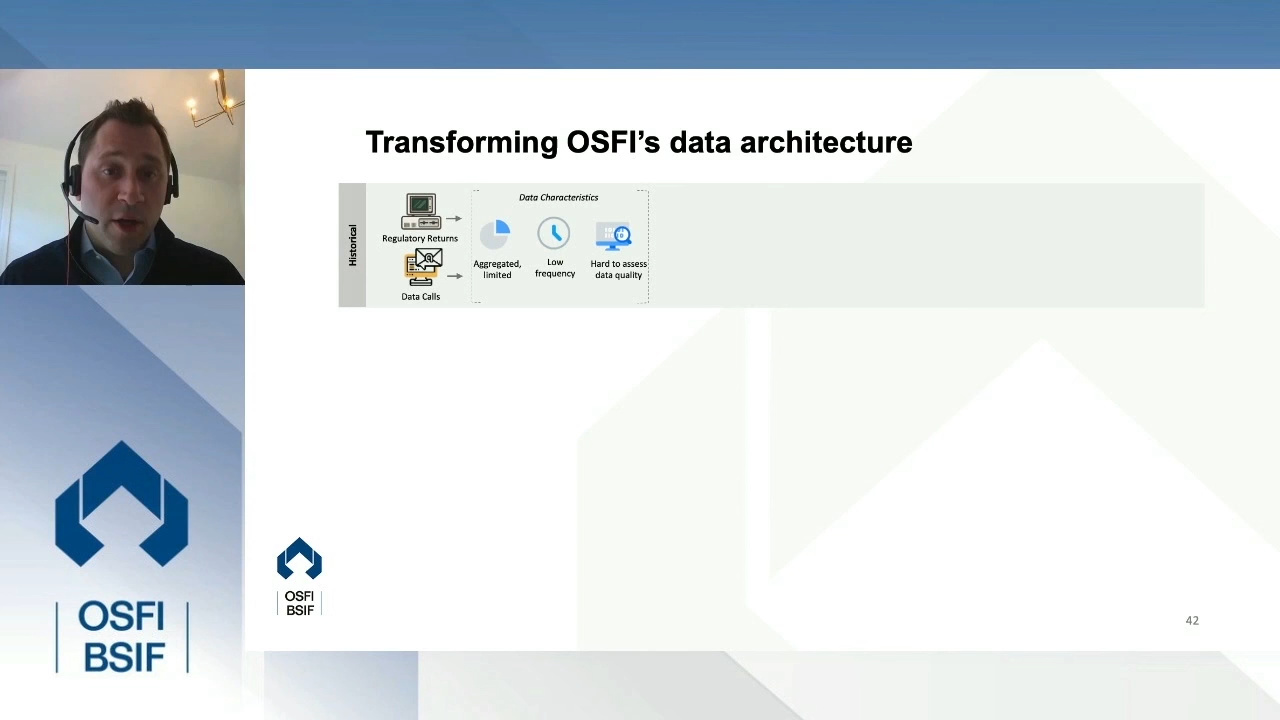 Transforming OSFI's data architecture
Historical
Regulatory Returns
Data Calls
Data Characteristics
Aggregated,
limited
Low
frequency
Hard to assess
data quality
OSFI
BSIF
OSFI
BSIF
42